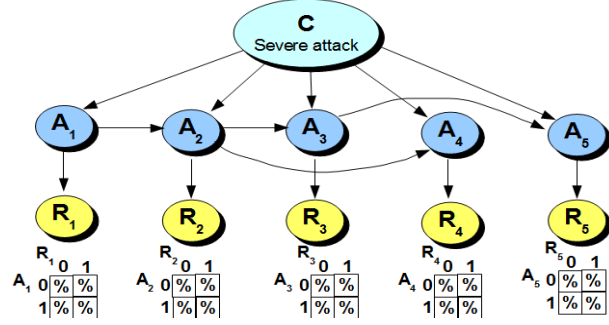 C
Severe attack
A1 A2 A3 A4 A5
R1 R2 R3 R4 R5
R1 R2 R3 R4 R5
0 1 0 1 0 1 0 1 0 1
A1 0 % % A2 0 % % A3 0 % % A4 0 % % A5 0 % %
1 % % 1 % % 1 % % 1 % % 1 % %